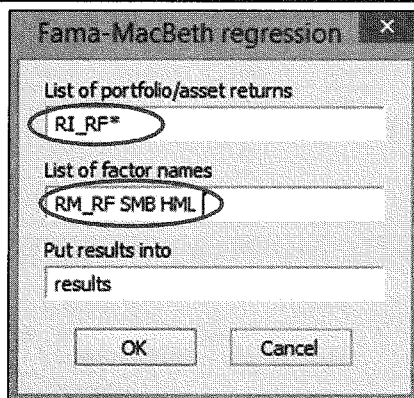 Fama-MacBeth regression
×
List of portfolio/asset returns
RI_RF*
List of factor names
RM_RF SMB HML
Put results into
results
OK
Cancel